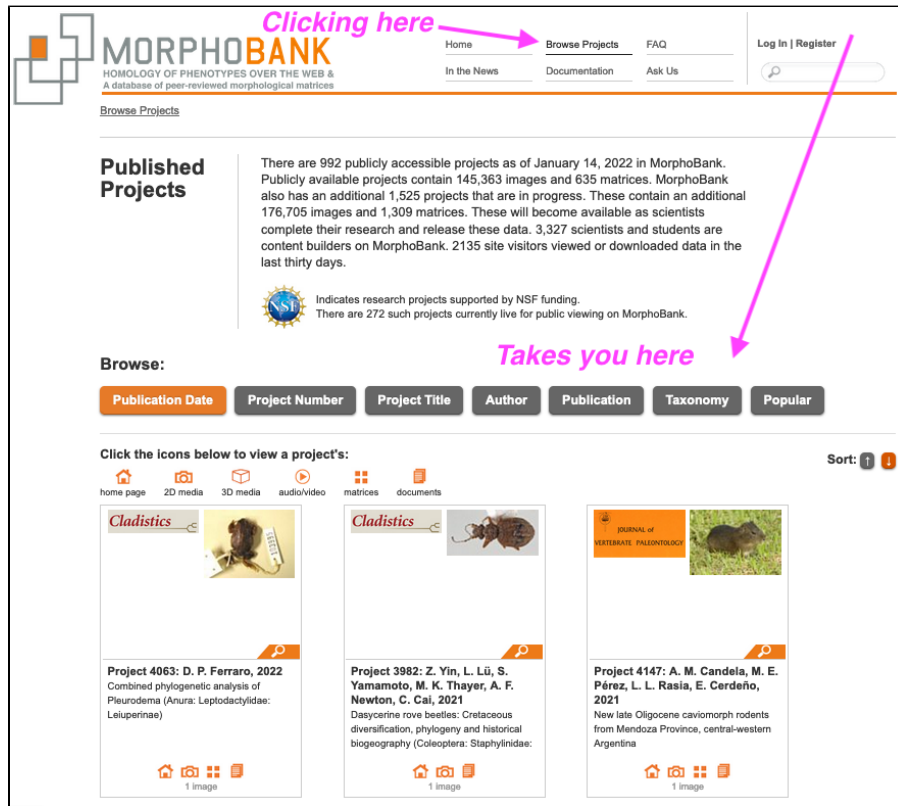 Clicking here
MORPHOBANK
HOMOLOGY OF PHENOTYPES OVER THE WEB &
A database of peer-reviewed morphological matrices
Home
Browse Projects
FAQ
In the News
Documentation
Ask Us
Log In | Register
Browse Projects
Published
Projects
There are 992 publicly accessible projects as of January 14, 2022 in MorphoBank.
Publicly available projects contain 145,363 images and 635 matrices. MorphoBank
also has an additional 1,525 projects that are in progress. These contain an additional
176,705 images and 1,309 matrices. These will become available as scientists
complete their research and release these data. 3,327 scientists and students are
content builders on MorphoBank. 2135 site visitors viewed or downloaded data in the
last thirty days.
NSF
Indicates research projects supported by NSF funding.
There are 272 such projects currently live for public viewing on MorphoBank.
Takes you here
Browse:
Publication Date
Project Number
Project Title
Author
Publication
Taxonomy
Popular
Click the icons below to view a project's:
Sort:
home page
2D media
3D media
audio/video
matrices
documents
Cladistics
Project 4063: D. P. Ferraro, 2022
Combined phylogenetic analysis of
Pleurodema (Anura: Leptodactylidae:
Leiuperinae)
1 image
Cladistics
Project 3982: Z. Yin, L. Lü, S.
Yamamoto, M. K. Thayer, A. F.
Newton, C. Cai, 2021
Dasycerine rove beetles: Cretaceous
diversification, phylogeny and historical
biogeography (Coleoptera: Staphylinidae:
1 image
JOURNAL of
VERTEBRATE PALEONTOLOGY
Project 4147: A. M. Candela, M. E.
Pérez, L. L. Rasia, E. Cerdeño,
2021
New late Oligocene caviomorph rodents
from Mendoza Province, central-western
Argentina
1 image